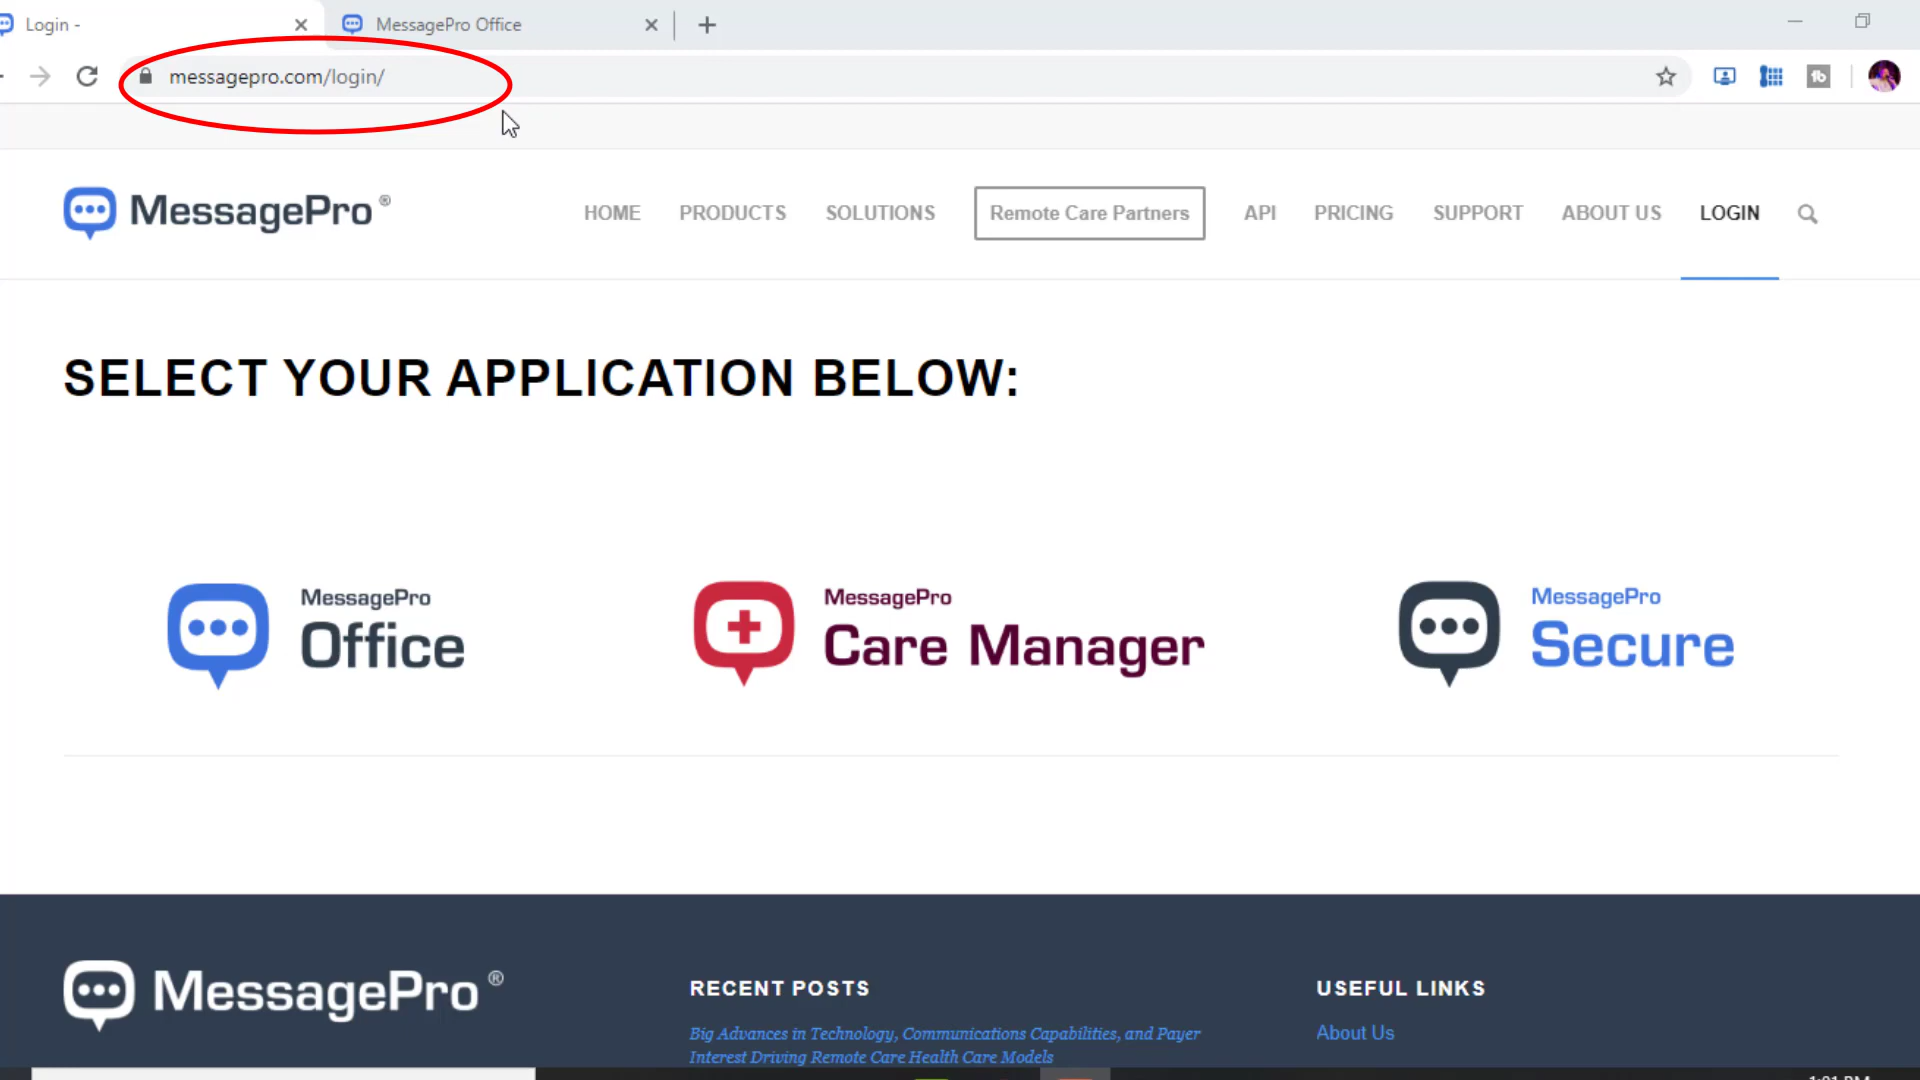 Login -
MessagePro Office
messagepro.com/login/
MessagePro®
HOME PRODUCTS SOLUTIONS Remote Care Partners API PRICING SUPPORT ABOUT US LOGIN
SELECT YOUR APPLICATION BELOW:
MessagePro
Office
MessagePro
Care Manager
MessagePro
Secure
MessagePro®
RECENT POSTS
Big Advances in Technology, Communications Capabilities, and Payer
Interest Driving Remote Care Health Care Models
USEFUL LINKS
About Us